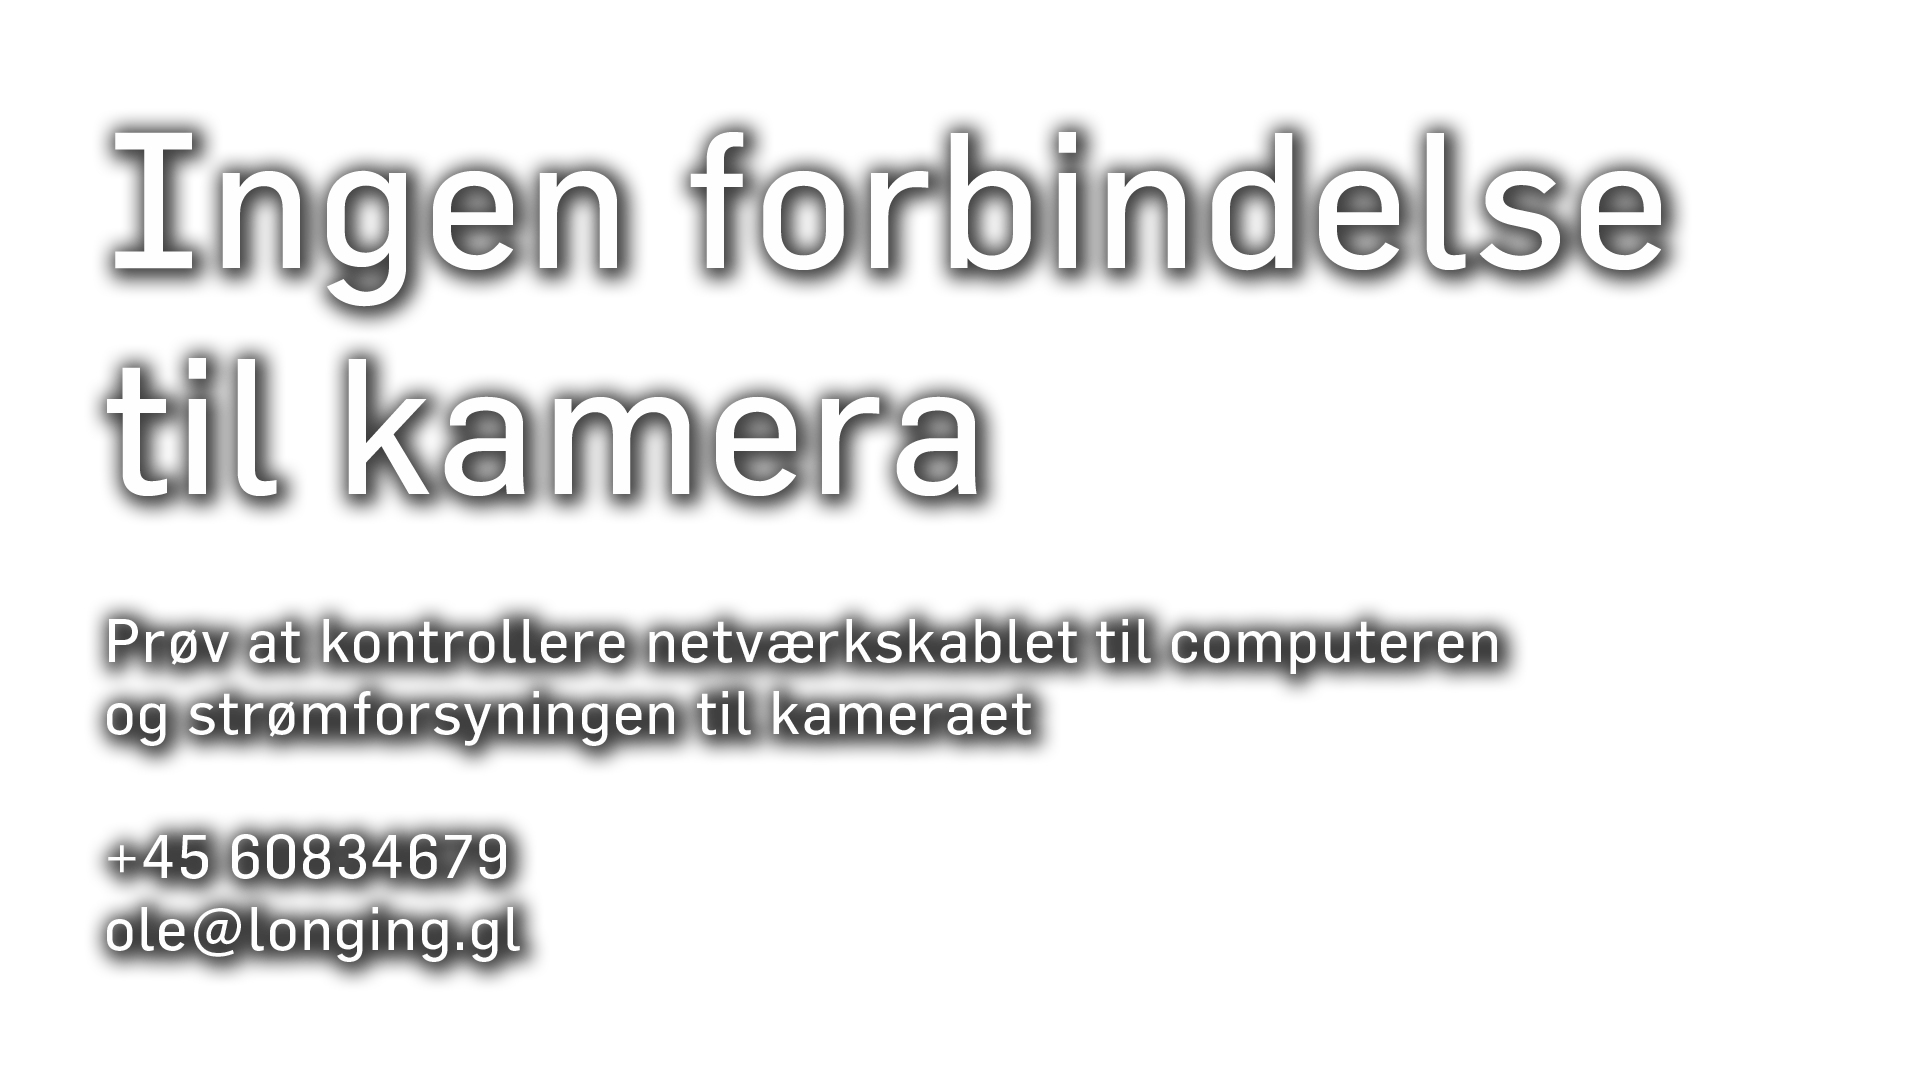 Ingen forbindelse
til kamera
Prøv at kontrollere netværkskablet til computeren
og strømforsyningen til kameraet
+45 60834679
ole@longing.gl